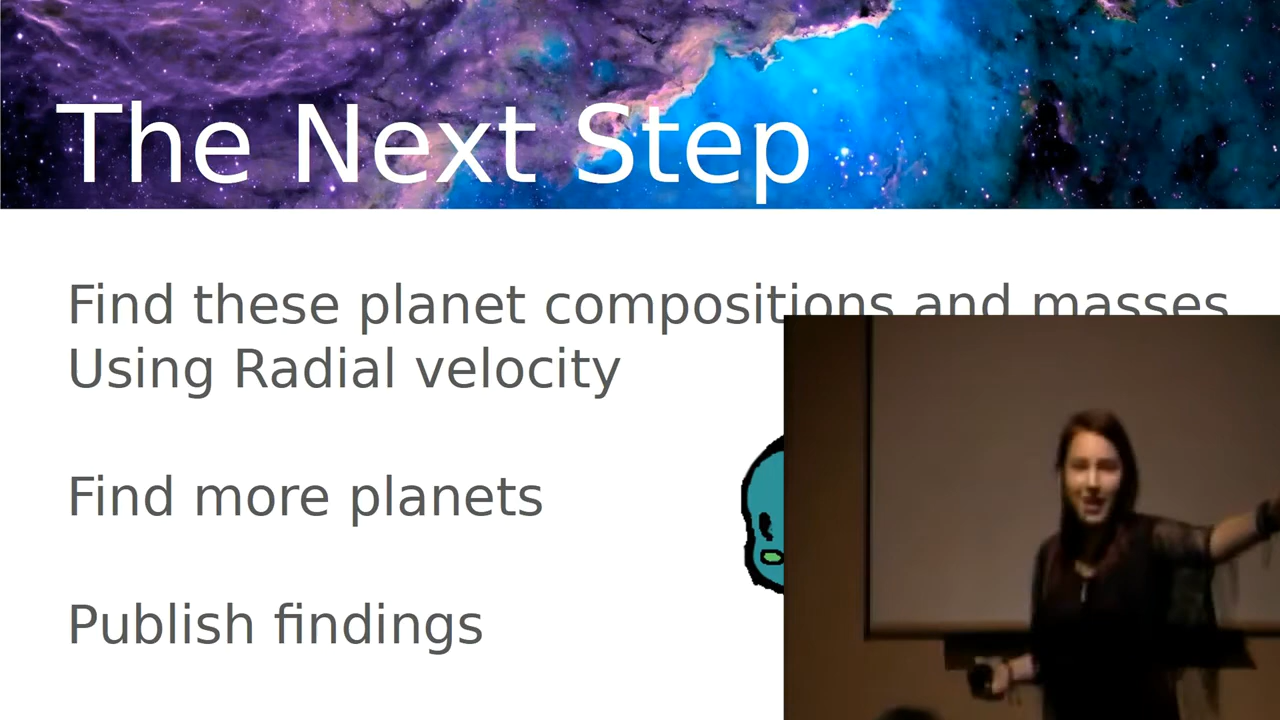 The Next Step
Find these planet compositions and masses
Using Radial velocity
Find more planets
Publish findings